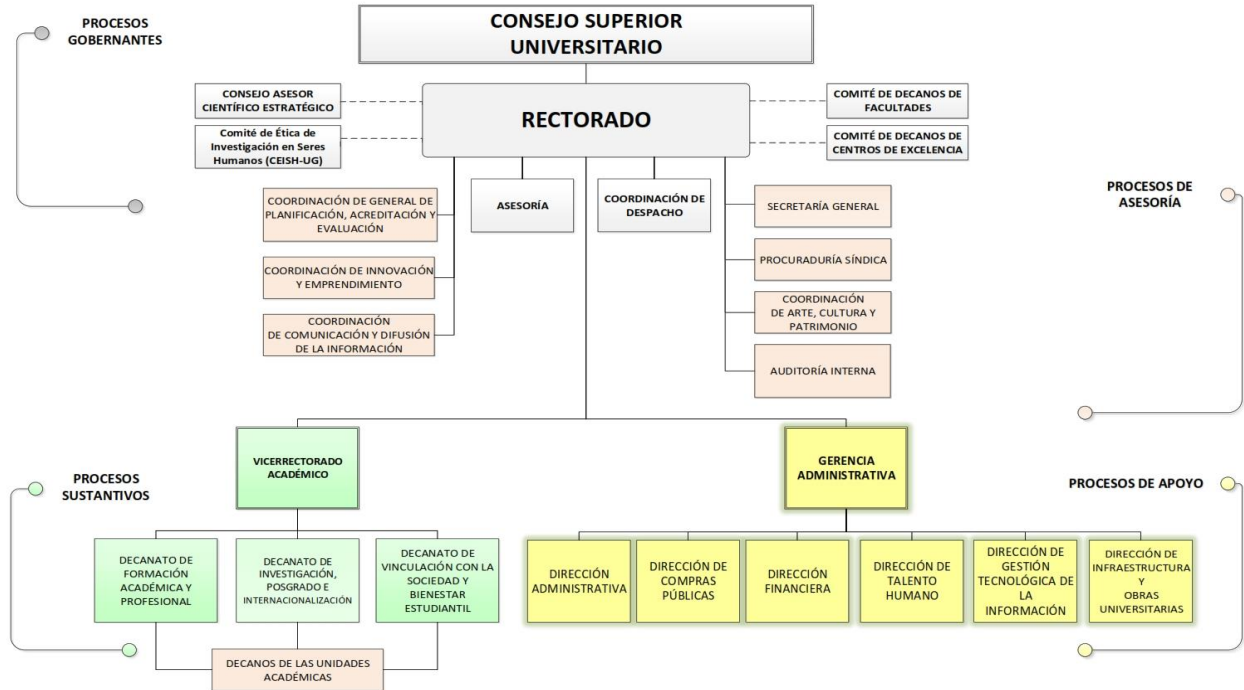 PROCESOS
GOBERNANTES
CONSEJO SUPERIOR
UNIVERSITARIO
CONSEJO ASESOR
CIENTÍFICO ESTRATÉGICO
Comité de Ética de
Investigación en Seres
Humanos (CEISH-UG)
RECTORADO
COMITÉ DE DECANOS DE
FACULTADES
COMITÉ DE DECANOS DE
CENTROS DE EXCELENCIA
PROCESOS DE
ASESORÍA
COORDINACIÓN DE GENERAL DE
PLANIFICACIÓN, ACREDITACIÓN Y
EVALUACIÓN
ASESORÍA
COORDINACIÓN DE
DESPACHO
SECRETARÍA GENERAL
COORDINACIÓN DE INNOVACIÓN
Y EMPRENDIMIENTO
PROCURADURÍA SÍNDICA
COORDINACIÓN
DE COMUNICACIÓN Y DIFUSIÓN
DE LA INFORMACIÓN
COORDINACIÓN
DE ARTE, CULTURA Y
PATRIMONIO
AUDITORÍA INTERNA
VICERRECTORADO
ACADÉMICO
GERENCIA
ADMINISTRATIVA
PROCESOS
SUSTANTIVOS
PROCESOS DE APOYO
DECANATO DE
FORMACIÓN
ACADÉMICA Y
PROFESIONAL
DECANATO DE
INVESTIGACIÓN,
POSGRADO E
INTERNACIONALIZACIÓN
DECANATO DE
VINCULACIÓN CON LA
SOCIEDAD Y
BIENESTAR
ESTUDIANTIL
DIRECCIÓN
ADMINISTRATIVA
DIRECCIÓN DE
COMPRAS
PÚBLICAS
DIRECCIÓN
FINANCIERA
DIRECCIÓN DE
TALENTO
HUMANO
DIRECCIÓN DE
GESTIÓN
TECNOLÓGICA DE
LA
INFORMACIÓN
DIRECCIÓN DE
INFRAESTRUCTURA
Y
OBRAS
UNIVERSITARIAS
DECANOS DE LAS UNIDADES
ACADÉMICAS